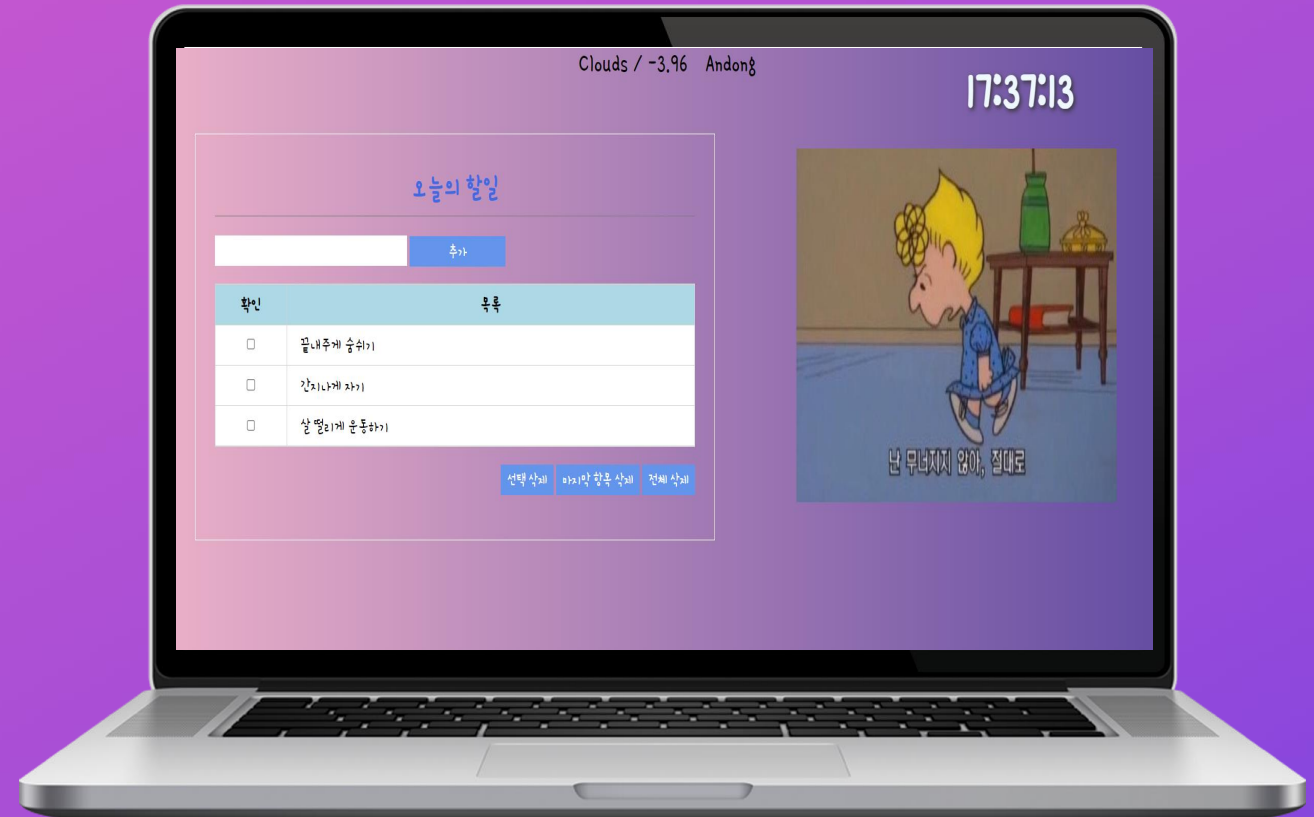 Clouds / -3.96 Andong
17:37:13
오늘의 할일
추가
확인 목록
끝내주게 숨쉬기
간지나게 자기
살 떨리게 운동하기
선택 삭제 마지막 항목 삭제 전체 삭제
난 무너지지 않아, 절대로